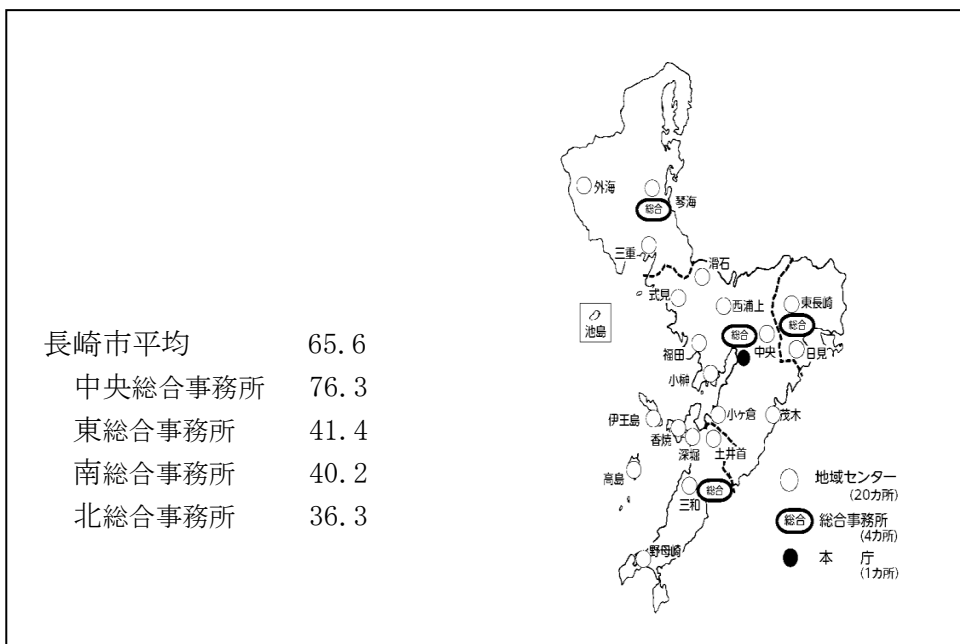 長崎市平均 65.6
中央総合事務所 76.3
東総合事務所 41.4
南総合事務所 40.2
北総合事務所 36.3
外海
琴海
総合
三重
滑石
式見
西浦上
東長崎
池島
総合
総合
福田
中央
日見
小榊
伊王島
小ヶ倉
茂木
香焼
深堀
土井首
高島
三和
総合
野母崎
地域センター
(20カ所)
総合 総合事務所
(4カ所)
本 庁
(1カ所)